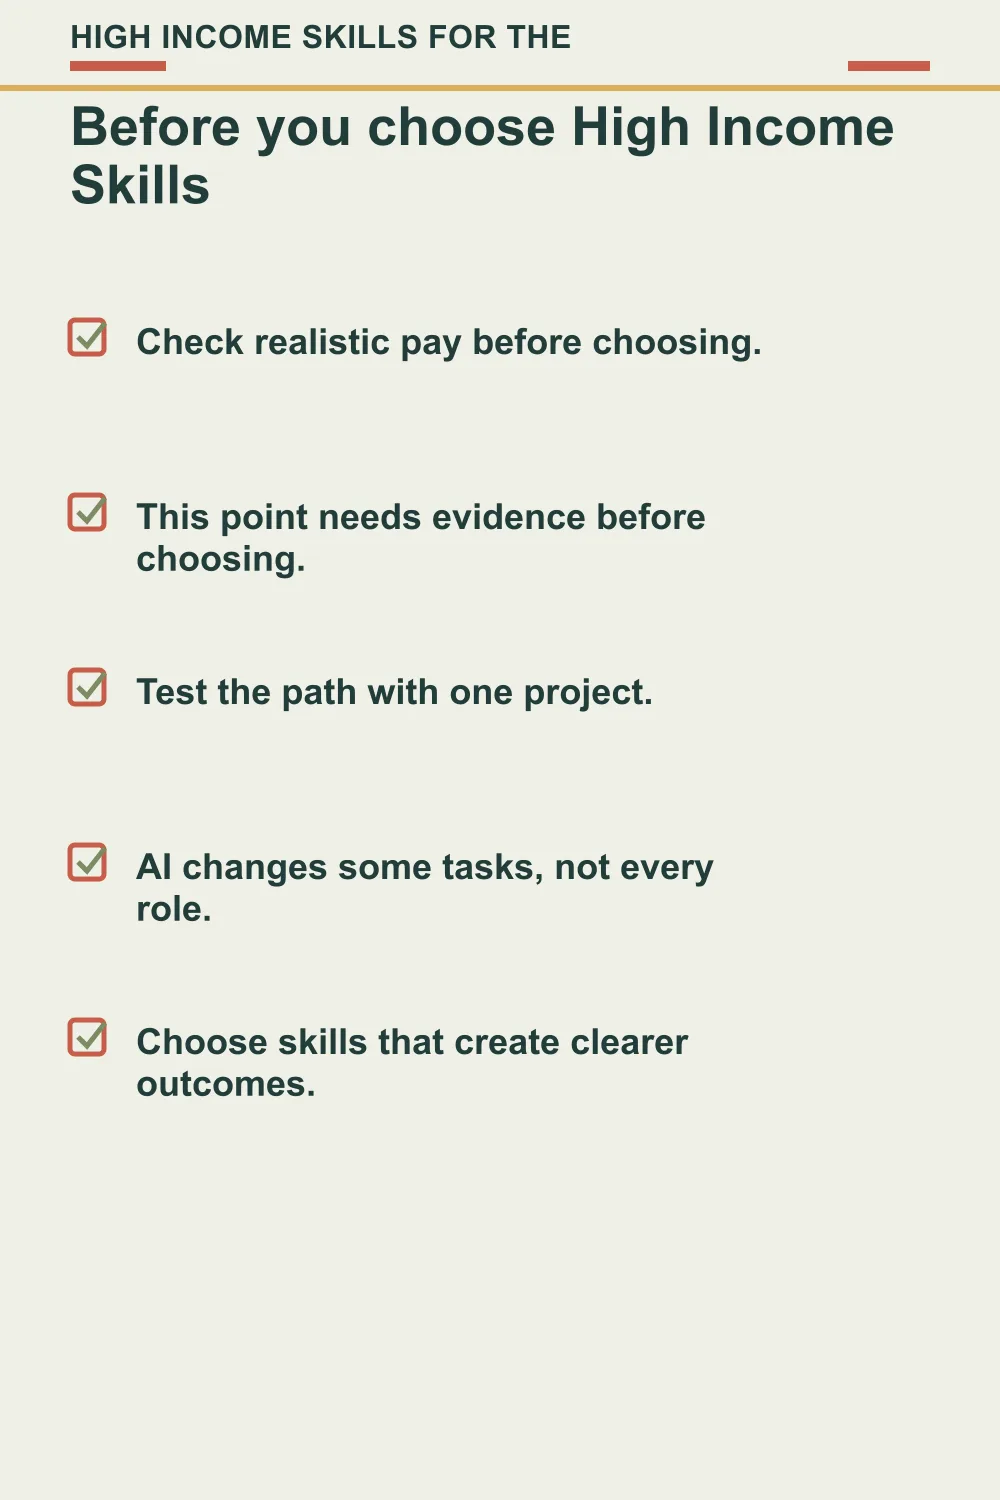 HIGH INCOME SKILLS FOR THE
Before you choose High Income
Skills
Check realistic pay before choosing.
This point needs evidence before
choosing.
Test the path with one project.
AI changes some tasks, not every
role.
Choose skills that create clearer
outcomes.